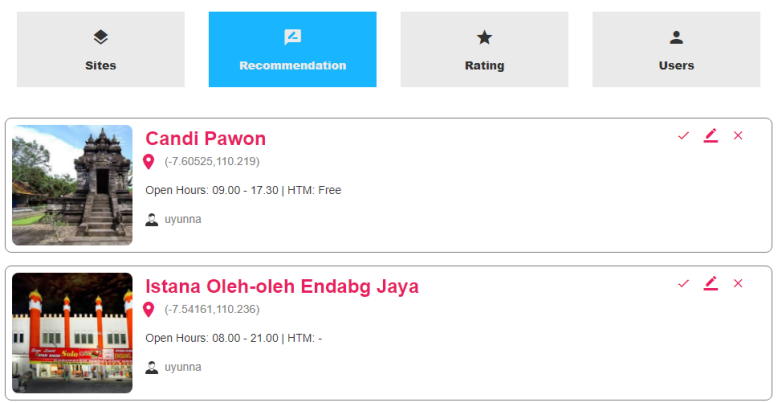 Sites
Recommendation
Rating
Users
Candi Pawon
(-7.60525,110.219)
Open Hours: 09.00 - 17.30 | HTM: Free
uyunna
Istana Oleh-oleh Endabg Jaya
(-7.54161,110.236)
Open Hours: 08.00 - 21.00 | HTM: -
uyunna
Solo